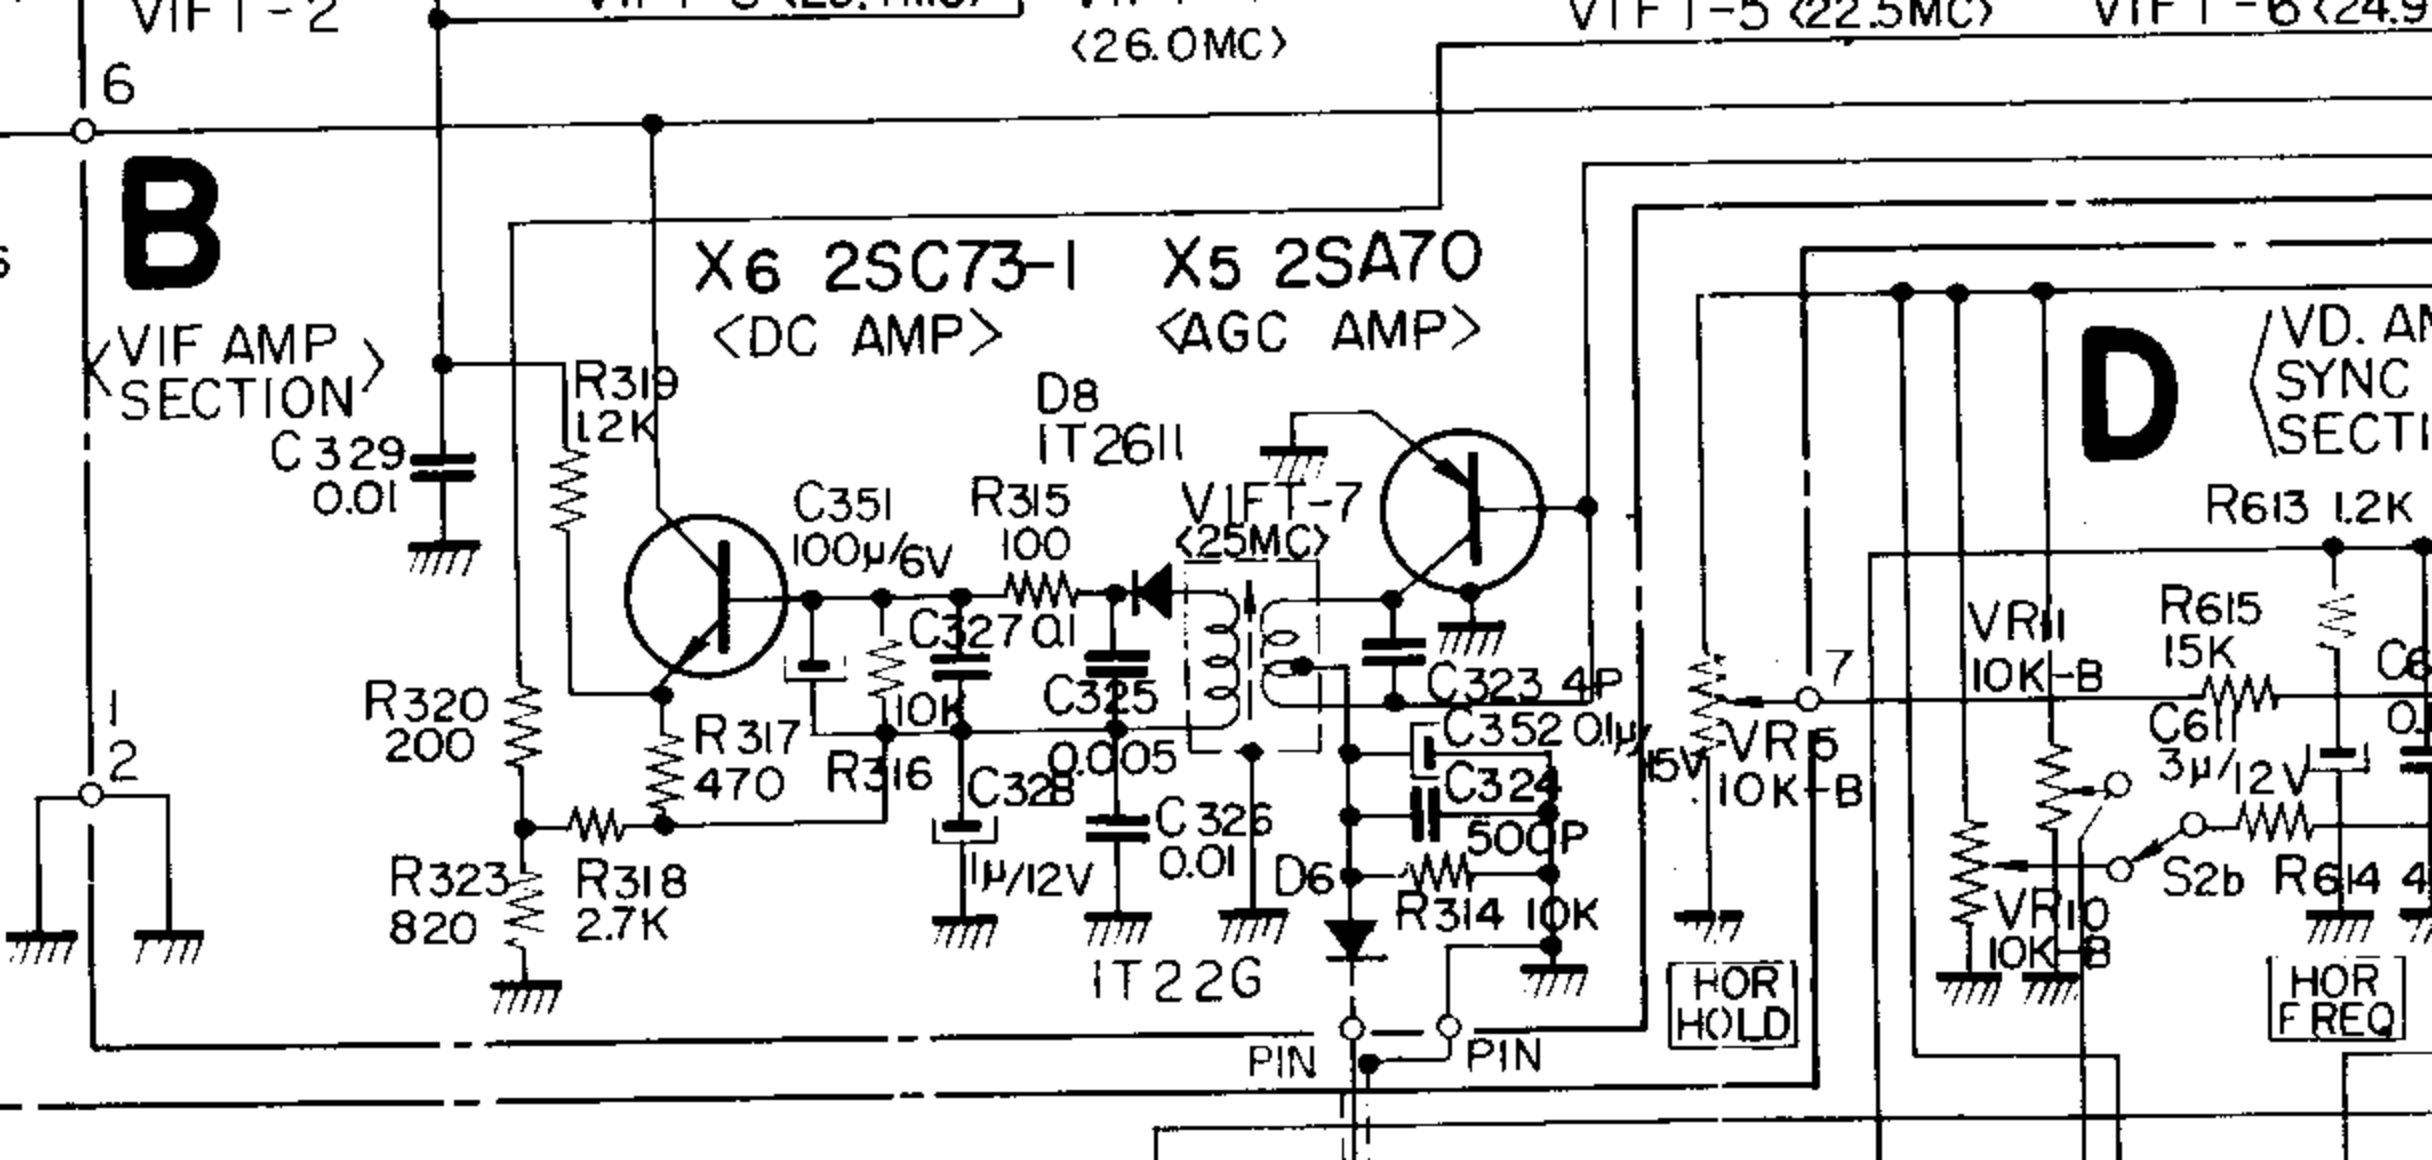 VIFT-2
<26.0MC>
VIFT-5 <22.5MC>
6
B
<VIF AMP
SECTION>
X6 2SC73-1
<DC AMP>
X5 2SA70
<AGC AMP>
D
VD. AM
SYNC
SECTI
R319
1.2K
C329
0.01
D8
1T2611
C351
100μ/6V
R315
100
VIFT-7
<25MC>
R613 1.2K
C327 0.1
10K
R316
C325
0.005
C323 4P
C352 0.1μ/
15V
C324
500P
R320
200
R317
470
C328
1μ/12V
C326
0.01
D6
R314 10K
R323
820
R318
2.7K
1T22G
1
2
VR11
10K-B
7
VR15
10K-B
R615
15K
C611
3μ/12V
S2b
R614
VR10
10K-B
HOR
HOLD
HOR
FREQ
PIN
PIN